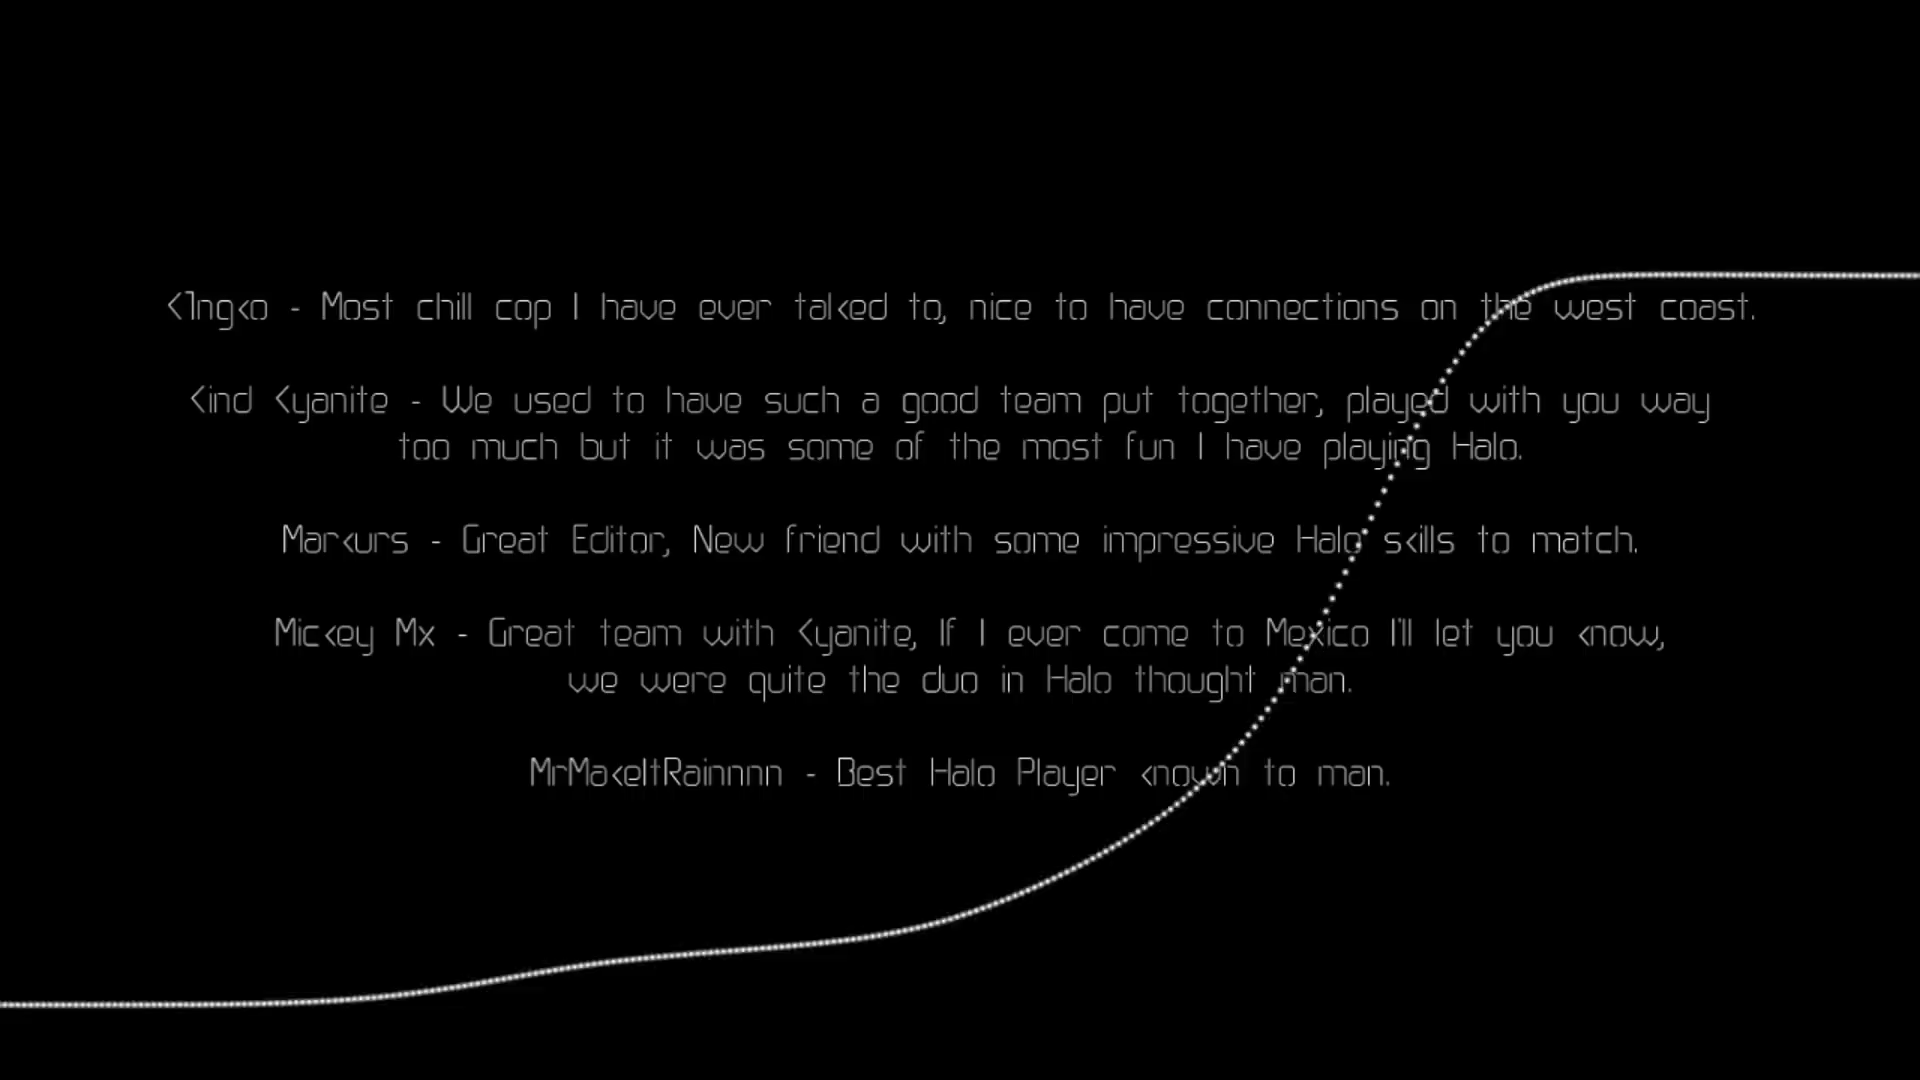 K1ngko - Most chill cop I have ever talked to, nice to have connections on the west coast.
Kind Kyanite - We used to have such a good team put together, played with you way
too much but it was some of the most fun I have playing Halo.
Markurs - Great Editor, New friend with some impressive Halo skills to match.
Mickey Mx - Great team with Kyanite, If I ever come to Mexico I'll let you know,
we were quite the duo in Halo thought man.
MrMakeItRainnnn - Best Halo Player known to man.